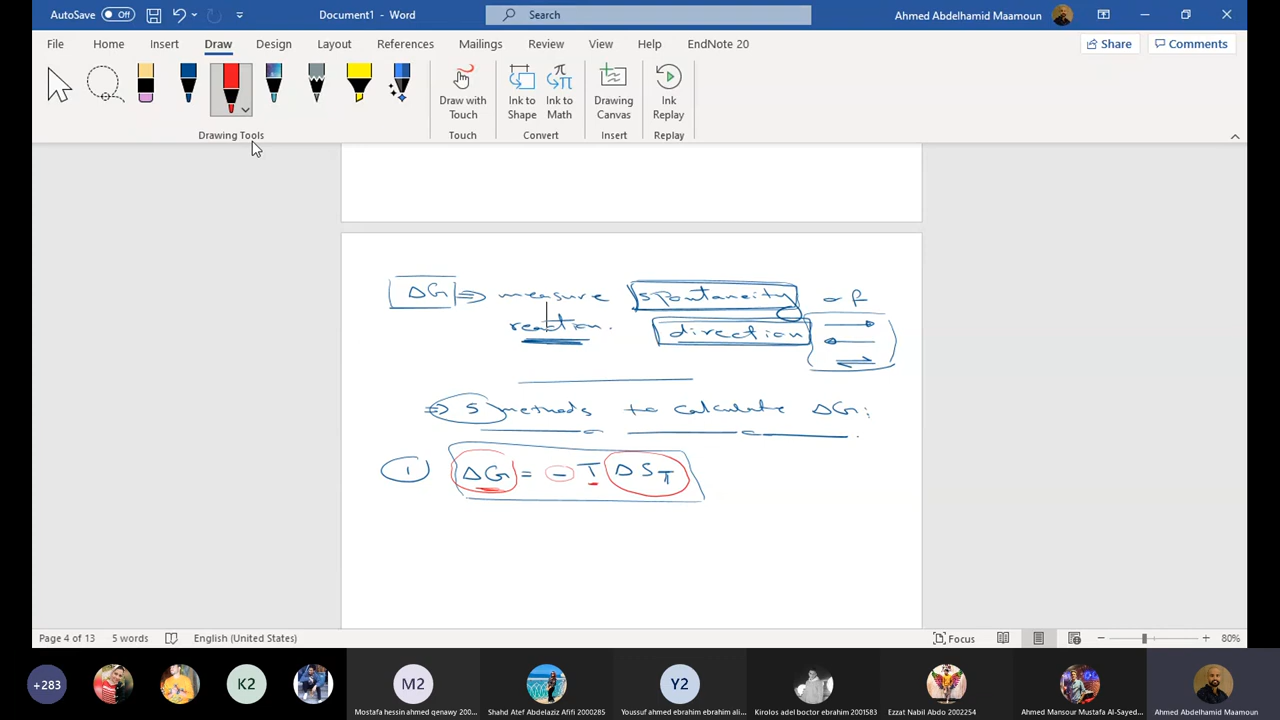 AutoSave Off Document1 - Word Search Ahmed Abdelhamid Maamoun
File Home Insert Draw Design Layout References Mailings Review View Help EndNote 20 Share Comments
Draw with Touch
Ink to Shape
Ink to Math
Drawing Canvas
Ink Replay
Drawing Tools Touch Convert Insert Replay
ΔG ⇒ measure spontaneity of
reaction. direction
⇒ 5 methods to calculate ΔG:
1 ΔG = - T ΔS_T
Page 4 of 13 5 words English (United States) Focus 80%
+283 K2 M2 Y2
Mostafa hessin ahmed qenawy 200... Shahd Atef Abdelaziz Afifi 2000285 Youssuf ahmed ebrahim ebrahim ali... Kirolos adel boctor ebrahim 2001583 Ezzat Nabil Abdo 2002254 Ahmed Mansour Mustafa Al-Sayed... Ahmed Abdelhamid Maamoun